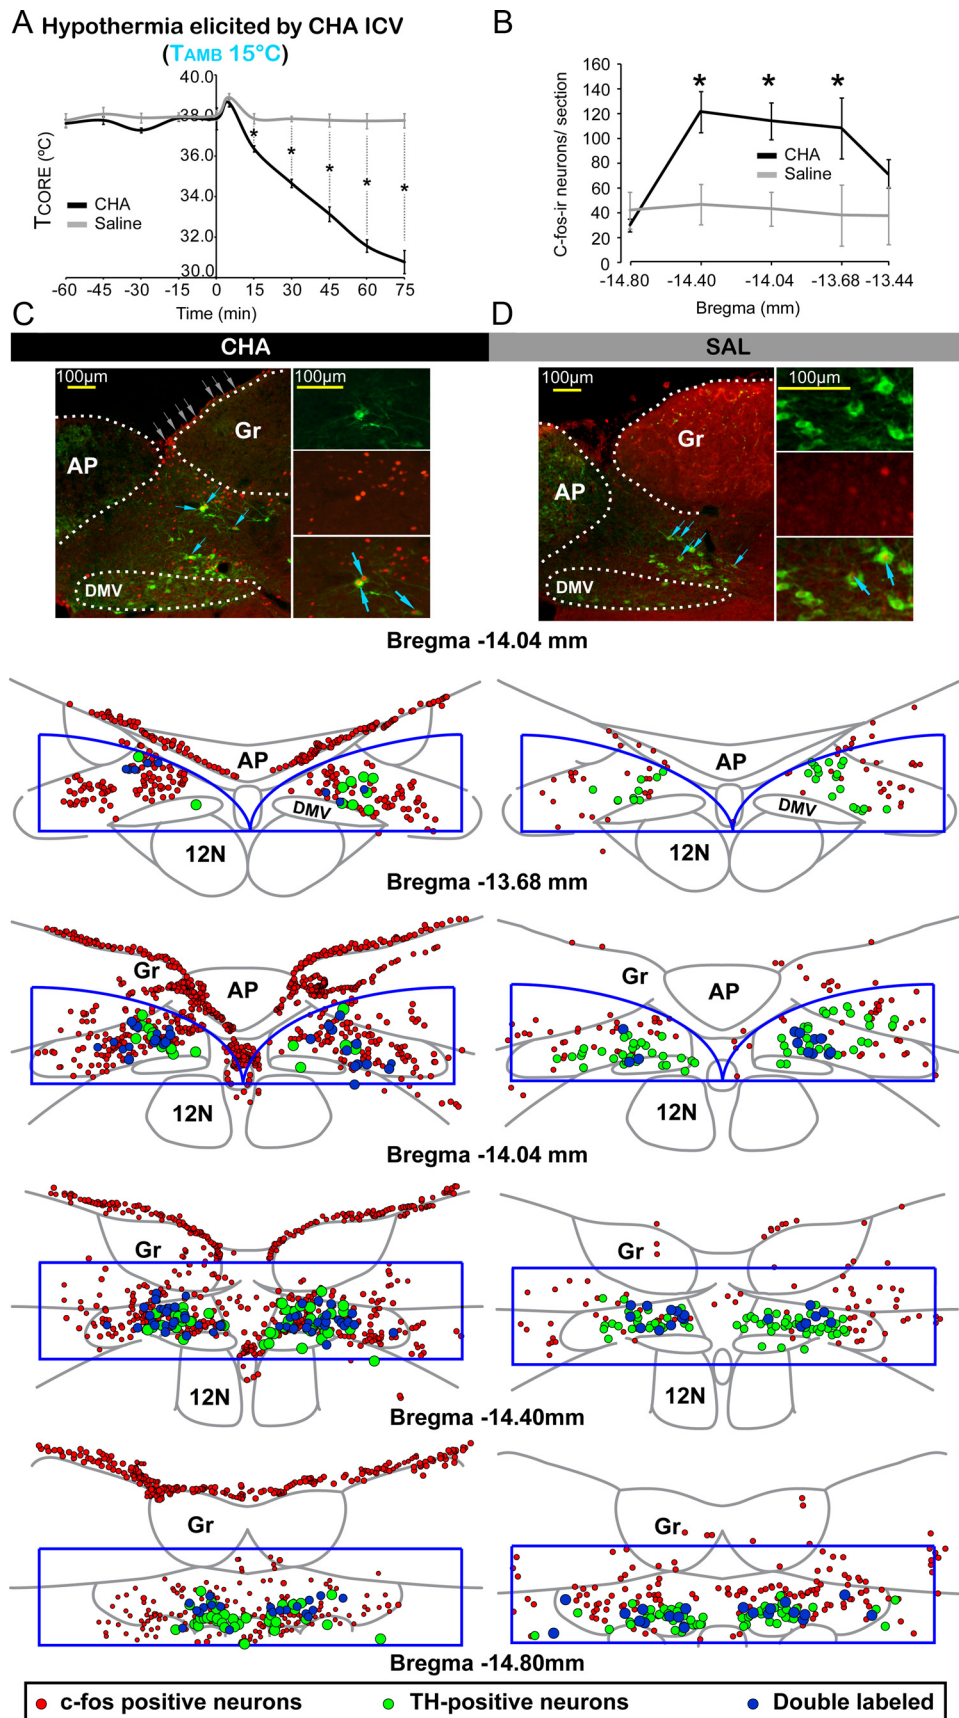 A Hypothermia elicited by CHA ICV
(TAMB 15°C)
40.0
38.0
36.0
34.0
32.0
30.0
TCORE (ºC)
CHA
Saline
* * * * *
-60 -45 -30 -15 0 15 30 45 60 75
Time (min)
B
160
140
120
100
80
60
40
20
0
C-fos-ir neurons/ section
* * *
CHA
Saline
-14.80 -14.40 -14.04 -13.68 -13.44
Bregma (mm)
C
CHA
100µm
Gr
AP
DMV
D
SAL
100µm
100µm
Gr
AP
DMV
Bregma -14.04 mm
AP
DMV
12N
AP
DMV
12N
Bregma -13.68 mm
Gr
AP
12N
Gr
AP
12N
Bregma -14.04 mm
Gr
12N
Gr
12N
Bregma -14.40mm
Gr
Gr
Bregma -14.80mm
c-fos positive neurons TH-positive neurons Double labeled